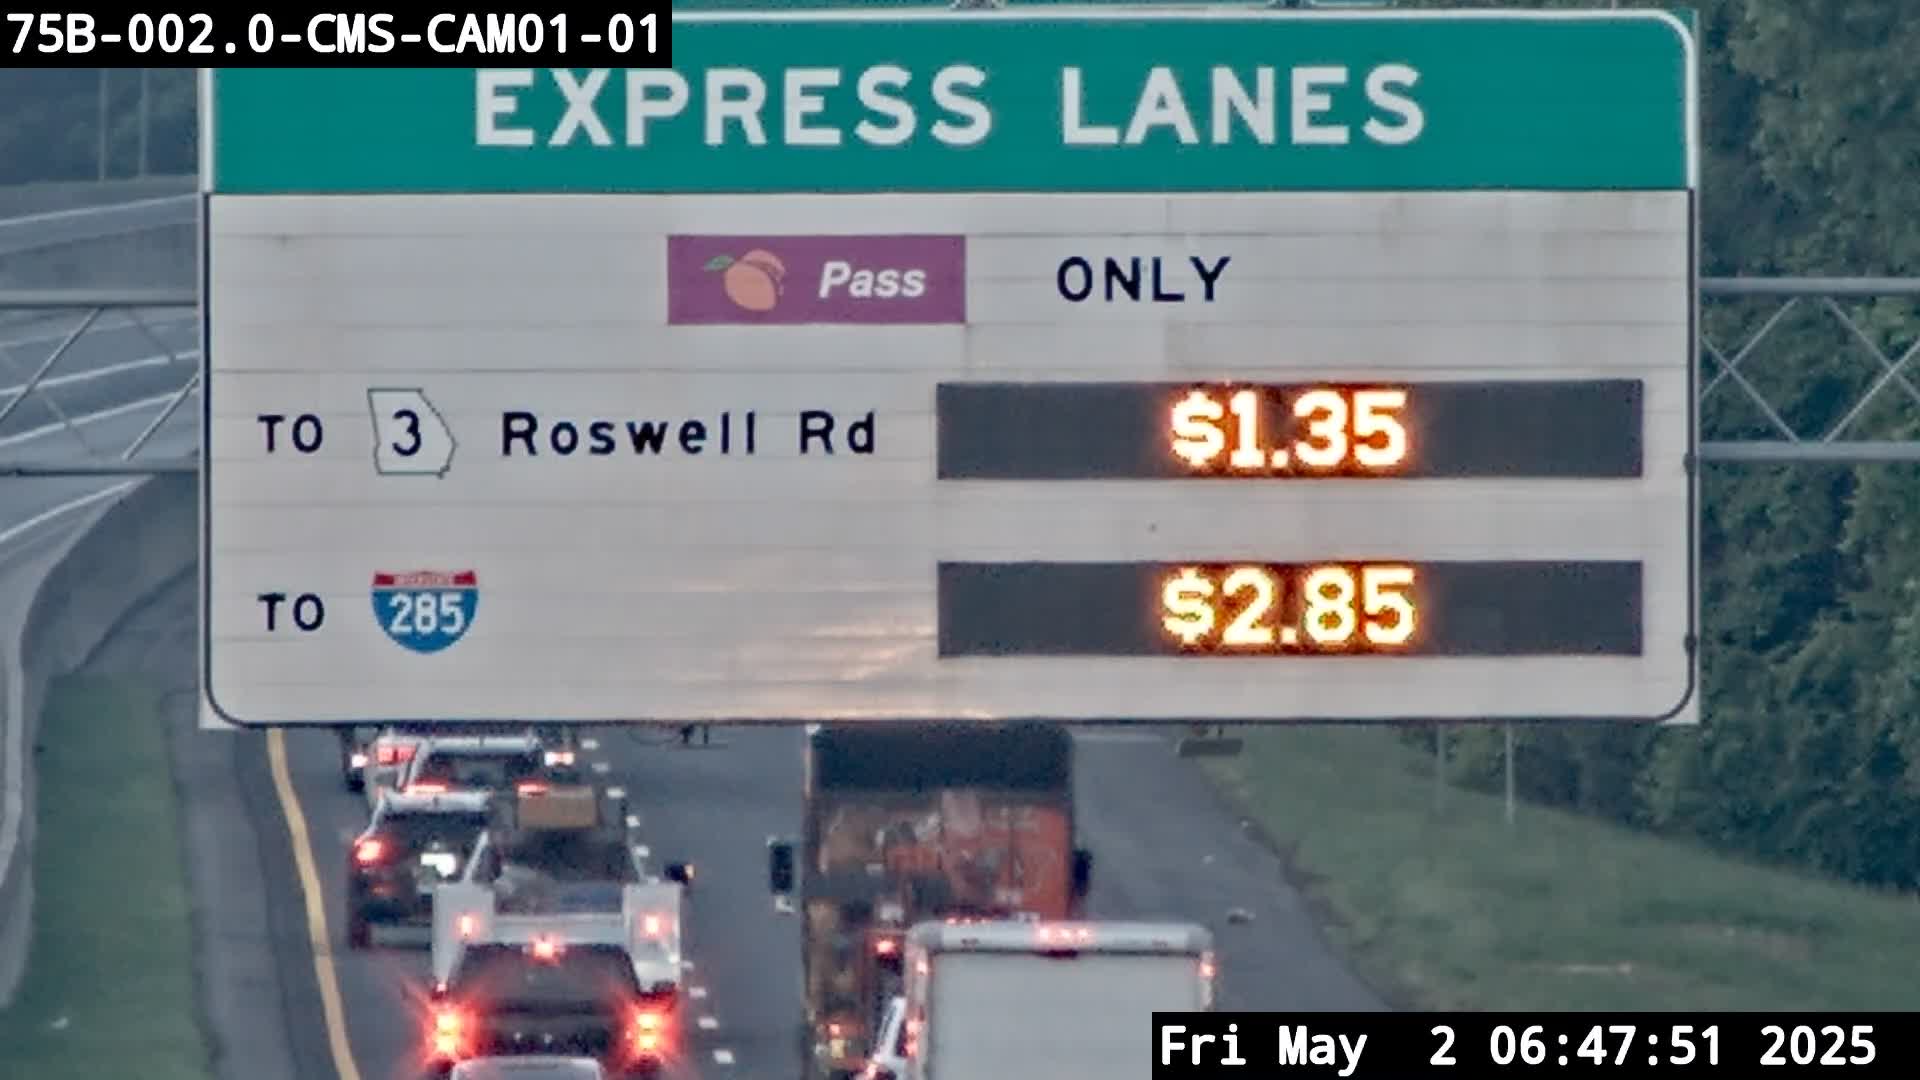 75B-002.0-CMS-CAM01-01
EXPRESS LANES
Pass ONLY
TO 3 Roswell Rd $1.35
TO 285 $2.85
Fri May 2 06:47:51 2025